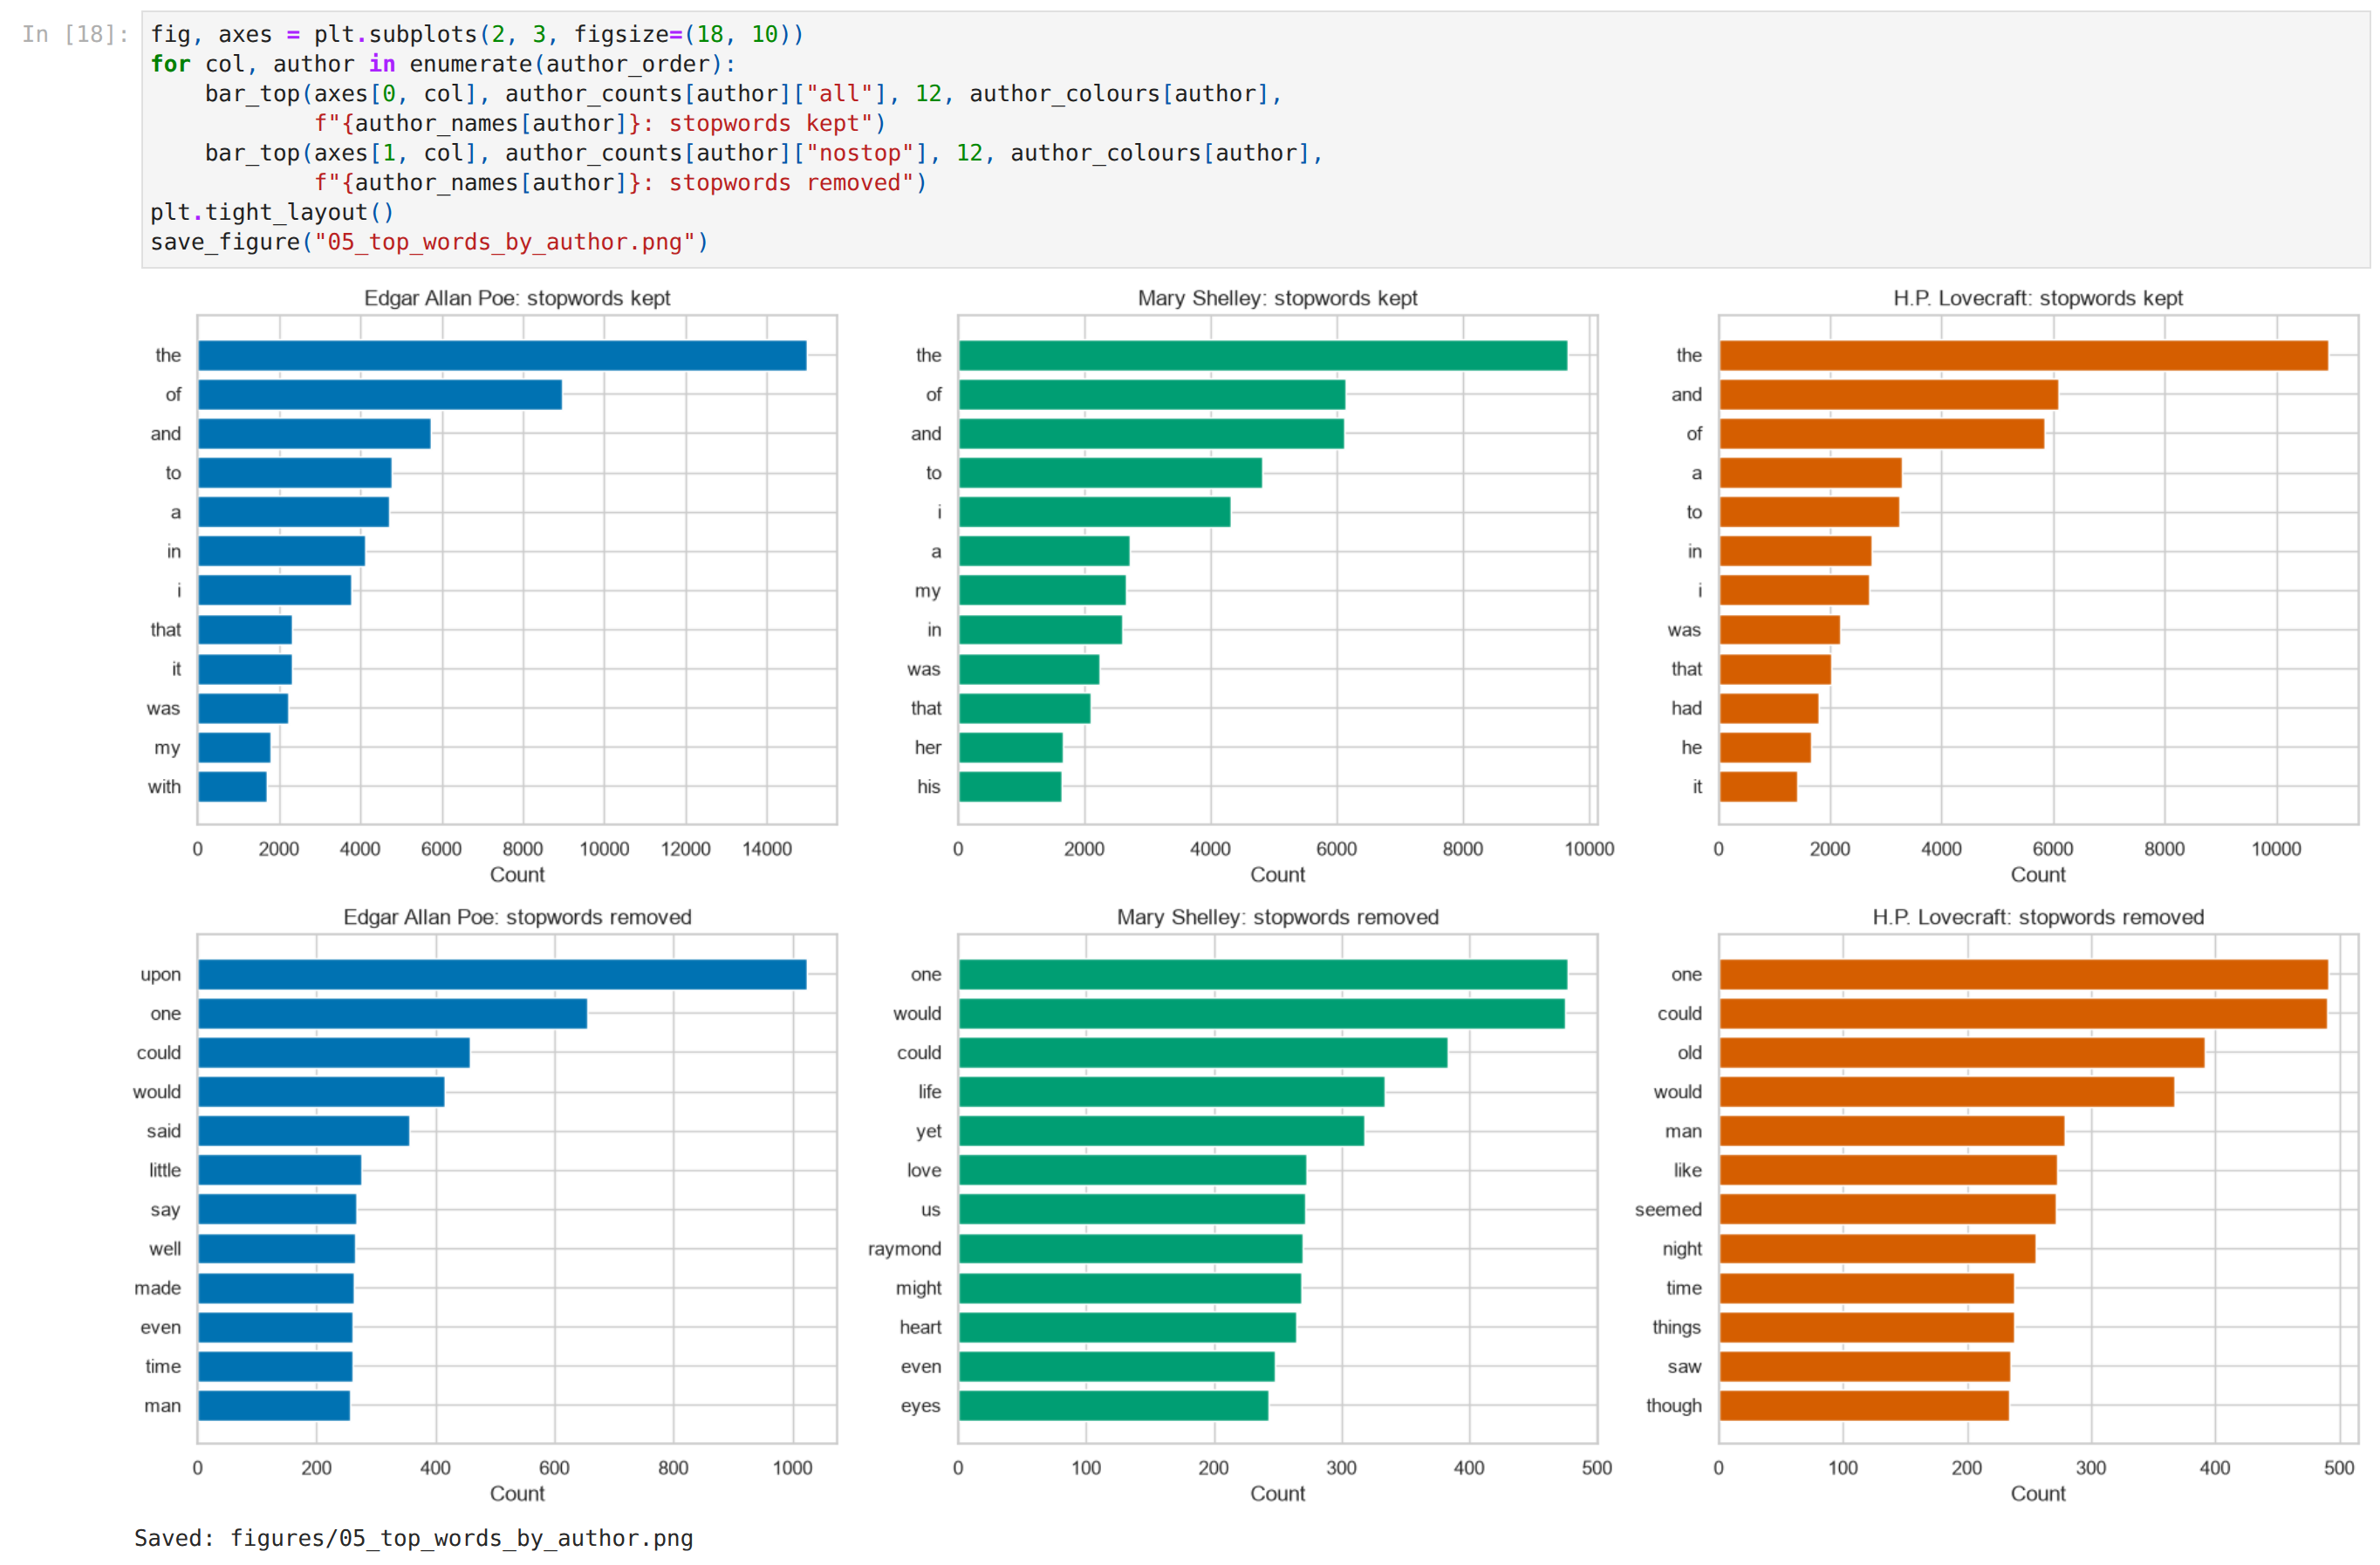 In [18]:
fig, axes = plt.subplots(2, 3, figsize=(18, 10))
for col, author in enumerate(author_order):
    bar_top(axes[0, col], author_counts[author]["all"], 12, author_colours[author],
            f"{author_names[author]}: stopwords kept")
    bar_top(axes[1, col], author_counts[author]["nostop"], 12, author_colours[author],
            f"{author_names[author]}: stopwords removed")
plt.tight_layout()
save_figure("05_top_words_by_author.png")
Edgar Allan Poe: stopwords kept
the
of
and
to
a
in
i
that
it
was
my
with
0 2000 4000 6000 8000 10000 12000 14000
Count
Mary Shelley: stopwords kept
the
of
and
to
i
a
my
in
was
that
her
his
0 2000 4000 6000 8000 10000
Count
H.P. Lovecraft: stopwords kept
the
and
of
a
to
in
i
was
that
had
he
it
0 2000 4000 6000 8000 10000
Count
Edgar Allan Poe: stopwords removed
upon
one
could
would
said
little
say
well
made
even
time
man
0 200 400 600 800 1000
Count
Mary Shelley: stopwords removed
one
would
could
life
yet
love
us
raymond
might
heart
even
eyes
0 100 200 300 400 500
Count
H.P. Lovecraft: stopwords removed
one
could
old
would
man
like
seemed
night
time
things
saw
though
0 100 200 300 400 500
Count
Saved: figures/05_top_words_by_author.png